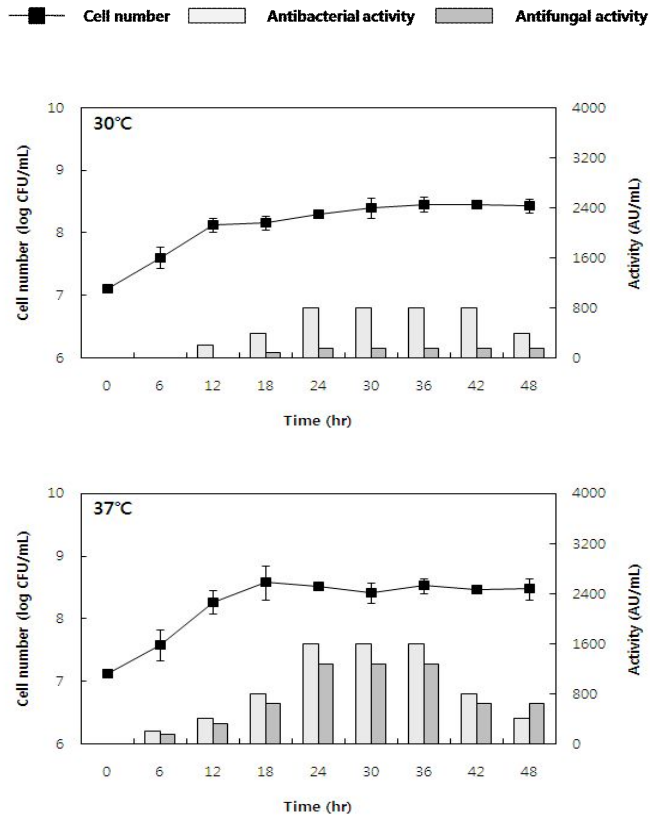 Cell number Antibacterial activity Antifungal activity
30℃
Cell number (log CFU/mL)
10
9
8
7
6
4000
3200
2400
1600
800
0
Activity (AU/mL)
0 6 12 18 24 30 36 42 48
Time (hr)
37℃
Cell number (log CFU/mL)
10
9
8
7
6
4000
3200
2400
1600
800
0
Activity (AU/mL)
0 6 12 18 24 30 36 42 48
Time (hr)